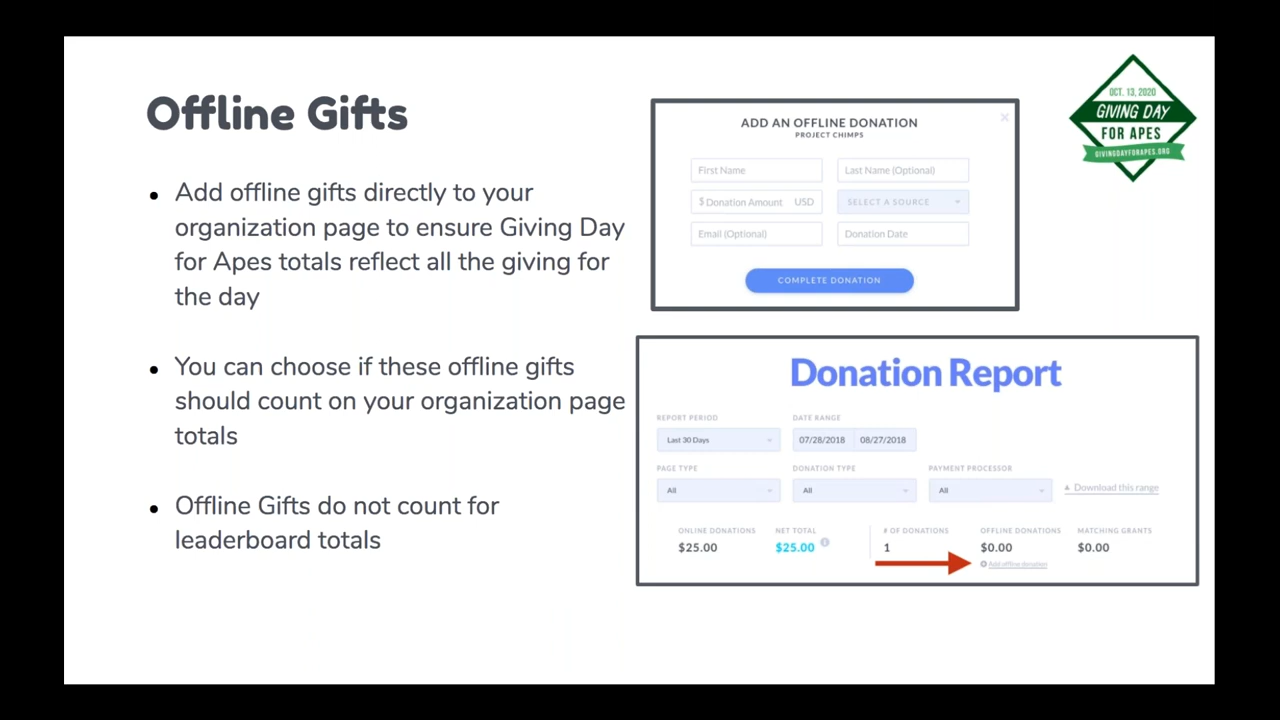 Offline Gifts
Add offline gifts directly to your
organization page to ensure Giving Day
for Apes totals reflect all the giving for
the day
You can choose if these offline gifts
should count on your organization page
totals
Offline Gifts do not count for
leaderboard totals
ADD AN OFFLINE DONATION
PROJECT CHIMPS
First Name
Last Name (Optional)
$ Donation Amount USD
SELECT A SOURCE
Email (Optional)
Donation Date
COMPLETE DONATION
OCT. 13, 2020
GIVING DAY
FOR APES
GIVINGDAYFORAPES.ORG
Donation Report
REPORT PERIOD
DATE RANGE
Last 30 Days
07/28/2018
08/27/2018
PAGE TYPE
DONATION TYPE
PAYMENT PROCESSOR
All
All
All
Download this range
ONLINE DONATIONS
NET TOTAL
# OF DONATIONS
OFFLINE DONATIONS
MATCHING GRANTS
$25.00
$25.00
1
$0.00
$0.00
Add offline donation